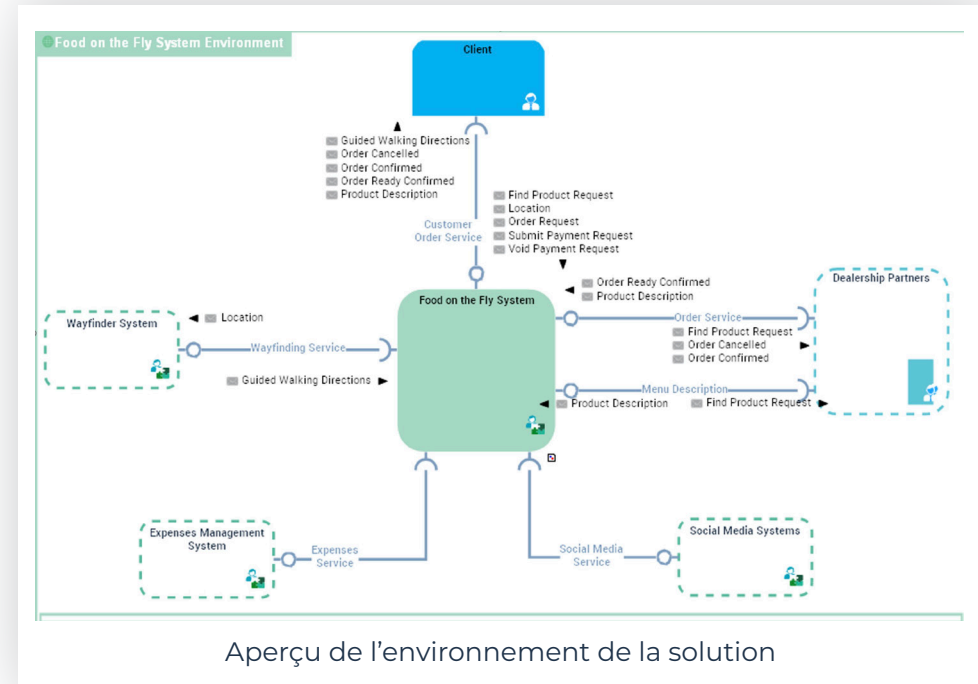 Food on the Fly System Environment
Client
Guided Walking Directions
Order Cancelled
Order Confirmed
Order Ready Confirmed
Product Description
Find Product Request
Location
Order Request
Submit Payment Request
Void Payment Request
Customer
Order Service
Order Ready Confirmed
Product Description
Dealership Partners
Food on the Fly System
Wayfinder System
Location
Order Service
Find Product Request
Order Cancelled
Order Confirmed
Wayfinding Service
Guided Walking Directions
Menu Description
Product Description
Find Product Request
Expenses Management
System
Expenses
Service
Social Media
Service
Social Media Systems
Aperçu de l'environnement de la solution